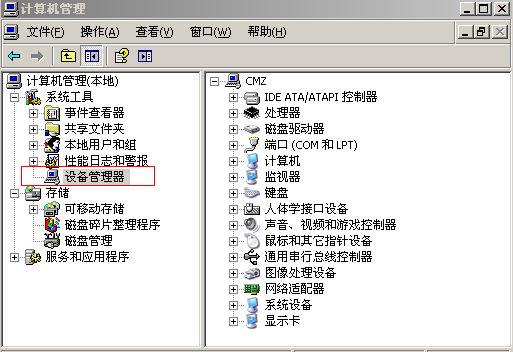 计算机管理
文件(F) 操作(A) 查看(V) 窗口(W) 帮助(H)
计算机管理(本地)
系统工具
事件查看器
共享文件夹
本地用户和组
性能日志和警报
设备管理器
存储
可移动存储
磁盘碎片整理程序
磁盘管理
服务和应用程序
CMZ
IDE ATA/ATAPI 控制器
处理器
磁盘驱动器
端口 (COM 和 LPT)
计算机
监视器
键盘
人体学接口设备
声音、视频和游戏控制器
鼠标和其它指针设备
通用串行总线控制器
图像处理设备
网络适配器
系统设备
显示卡